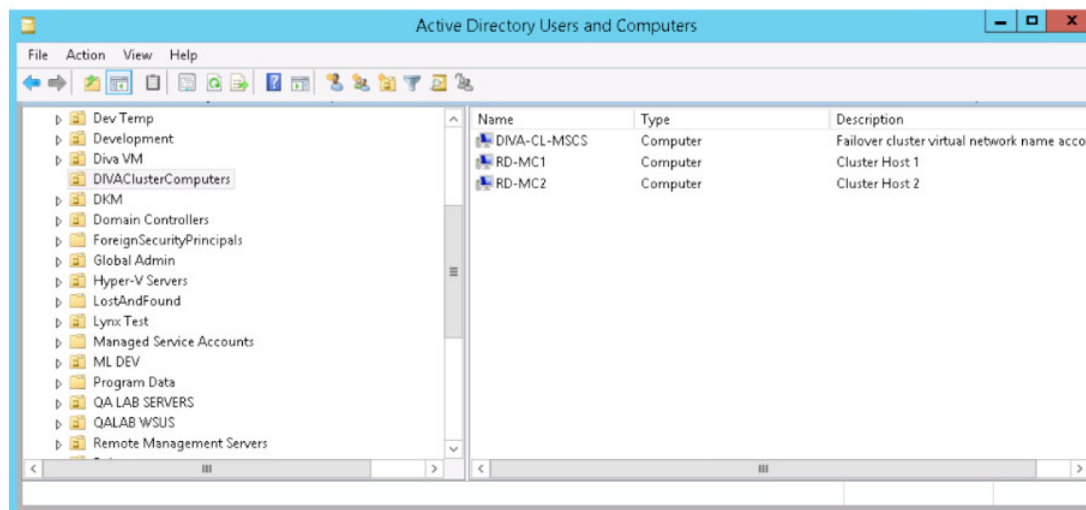 Active Directory Users and Computers
File Action View Help
Dev Temp
Development
Diva VM
DIVAClusterComputers
DKM
Domain Controllers
ForeignSecurityPrincipals
Global Admin
Hyper-V Servers
LostAndFound
Lynx Test
Managed Service Accounts
ML DEV
Program Data
QA LAB SERVERS
QALAB WSUS
Remote Management Servers
Name Type Description
DIVA-CL-MSCS Computer Failover cluster virtual network name acco
RD-MC1 Computer Cluster Host 1
RD-MC2 Computer Cluster Host 2